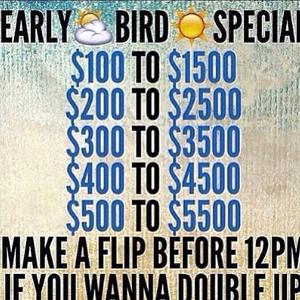 EARLY BIRD SPECIAL
$100 TO $1500
$200 TO $2500
$300 TO $3500
$400 TO $4500
$500 TO $5500
MAKE A FLIP BEFORE 12PM
IF YOU WANNA DOUBLE UP